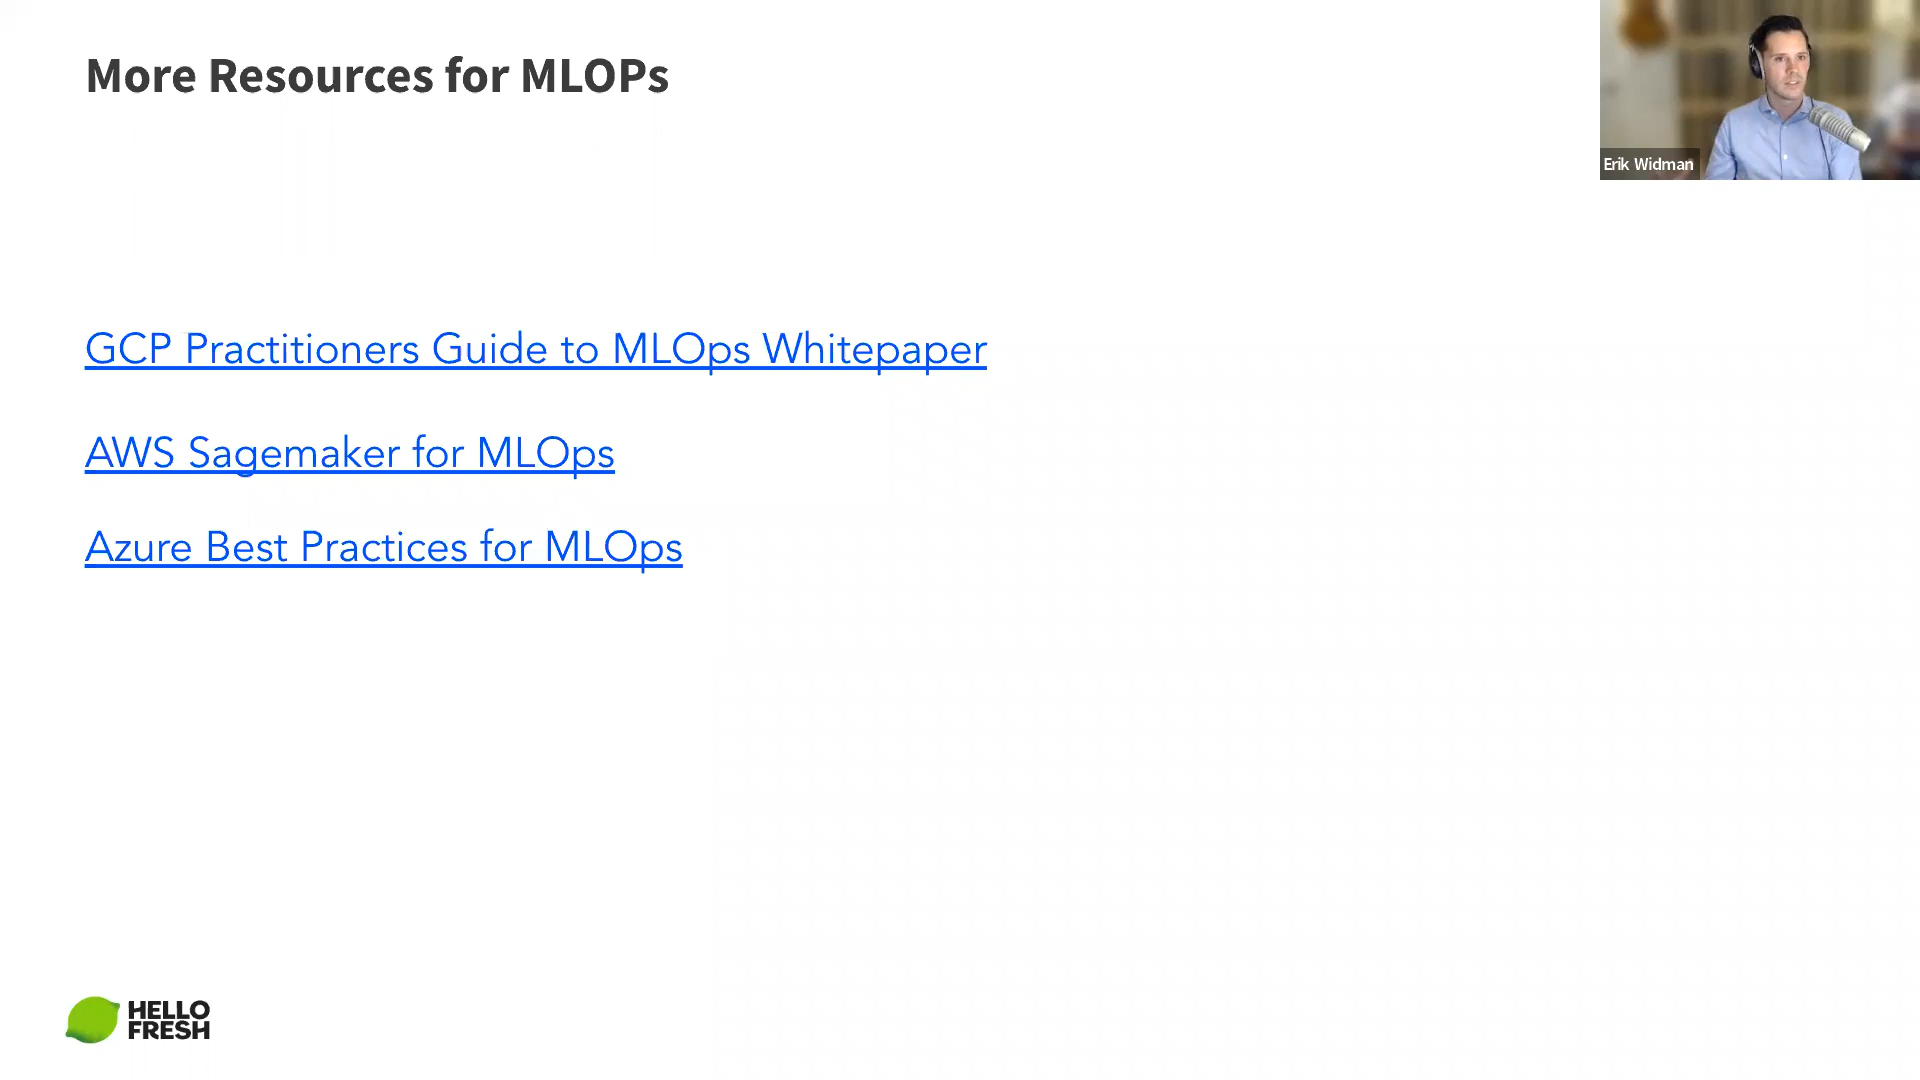 More Resources for MLOPs
Erik Widman
GCP Practitioners Guide to MLOps Whitepaper
AWS Sagemaker for MLOps
Azure Best Practices for MLOps
HELLO
FRESH